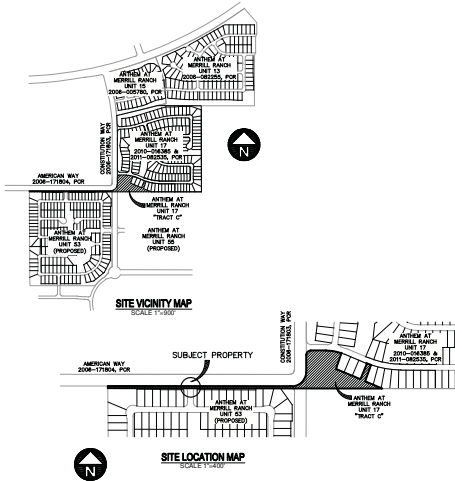 ANTHEM AT
MERRILL RANCH
UNIT 13
2006-082255, PCR
ANTHEM AT
MERRILL RANCH
UNIT 15
2006-005780, PCR
CONSTITUTION WAY
2006-171803, PCR
ANTHEM AT
MERRILL RANCH
UNIT 17
2010-016385 &
2011-082535, PCR
N
AMERICAN WAY
2006-171804, PCR
ANTHEM AT
MERRILL RANCH
UNIT 17
"TRACT C"
ANTHEM AT
MERRILL RANCH
UNIT 53
(PROPOSED)
ANTHEM AT
MERRILL RANCH
UNIT 55
(PROPOSED)
SITE VICINITY MAP
SCALE 1"=900'
CONSTITUTION WAY
2006-171803, PCR
ANTHEM AT
MERRILL RANCH
UNIT 17
2010-016385 &
2011-082535, PCR
SUBJECT PROPERTY
AMERICAN WAY
2006-171804, PCR
ANTHEM AT
MERRILL RANCH
UNIT 53
(PROPOSED)
ANTHEM AT
MERRILL RANCH
UNIT 17
"TRACT C"
N
SITE LOCATION MAP
SCALE 1"=400'